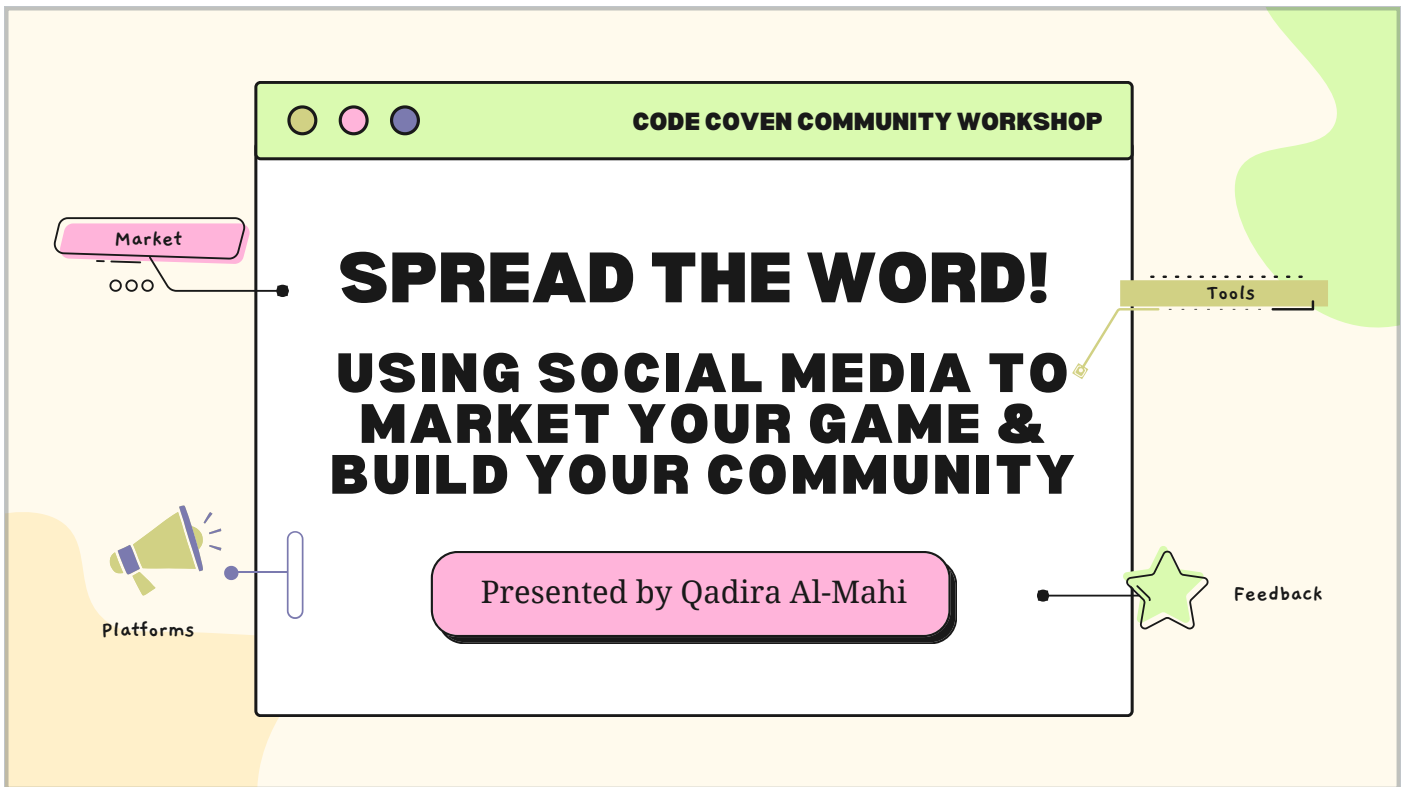 CODE COVEN COMMUNITY WORKSHOP
Market
SPREAD THE WORD!
Tools
USING SOCIAL MEDIA TO
MARKET YOUR GAME &
BUILD YOUR COMMUNITY
Presented by Qadira Al-Mahi
Feedback
Platforms